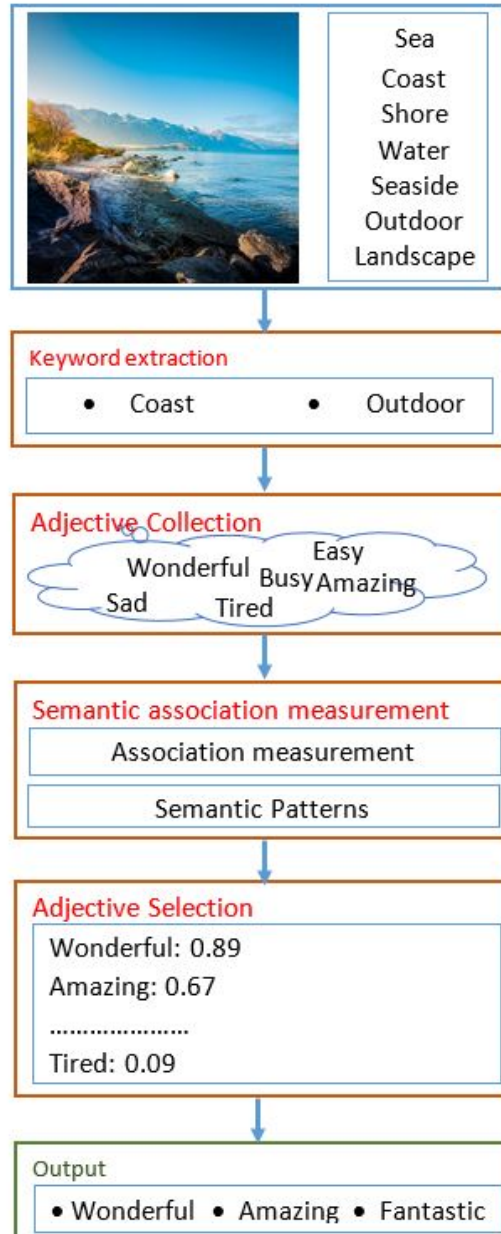 Sea
Coast
Shore
Water
Seaside
Outdoor
Landscape
Keyword extraction
• Coast • Outdoor
Adjective Collection
Easy
Wonderful
Busy Amazing
Sad
Tired
Semantic association measurement
Association measurement
Semantic Patterns
Adjective Selection
Wonderful: 0.89
Amazing: 0.67
.....................
Tired: 0.09
Output
• Wonderful • Amazing • Fantastic